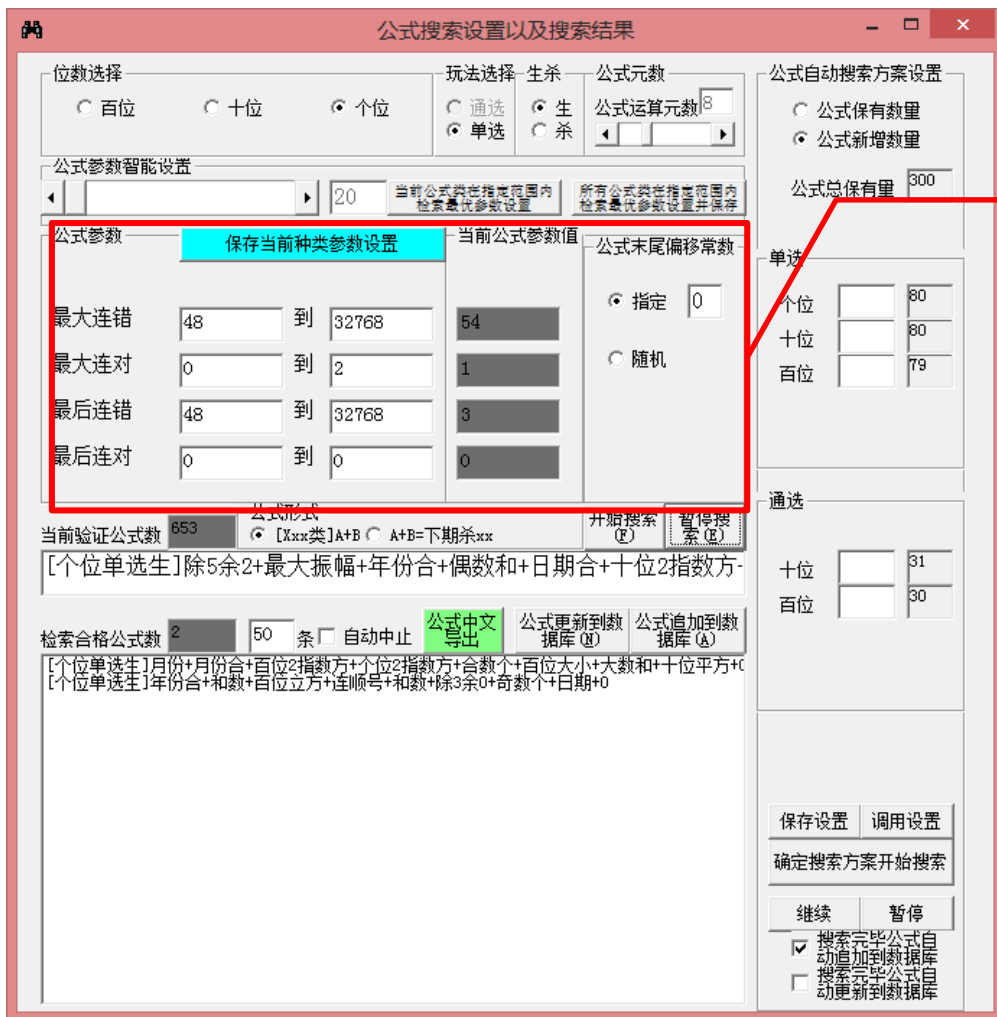 公式搜索设置以及搜索结果
位数选择
百位 十位 个位
玩法选择
通选
单选
生杀
生
杀
公式元数
公式运算元数 8
公式自动搜索方案设置
公式保有数量
公式新增数量
公式总保有量 300
公式参数智能设置
20
当前公式类在指定范围内
检索最优参数设置
所有公式类在指定范围内
检索最优参数设置并保存
公式参数
保存当前种类参数设置
当前公式参数值
公式末尾偏移常数
最大连错 48 到 32768 54
最大连对 0 到 2 1
最后连错 48 到 32768 3
最后连对 0 到 0 0
指定 0
随机
单选
个位 80
十位 80
百位 79
当前验证公式数 653
公式形式
[Xxx类]A+B A+B=下期杀xx
开始搜索
(F)
暂停搜
索(E)
[个位单选生]除5余2+最大振幅+年份合+偶数和+日期合+十位2指数方-
通选
十位 31
百位 30
检索合格公式数 2
50 条 自动中止
公式中文
导出
公式更新到数
据库(N)
公式追加到数
据库(A)
[个位单选生]月份+月份合+百位2指数方+个位2指数方+合数个+百位大小+大数和+十位平方+0
[个位单选生]年份合+和数+百位立方+连顺号+和数+除3余0+奇数个+日期+0
保存设置 调用设置
确定搜索方案开始搜索
继续 暂停
搜索完毕公式自
动追加到数据库
搜索完毕公式自
动更新到数据库